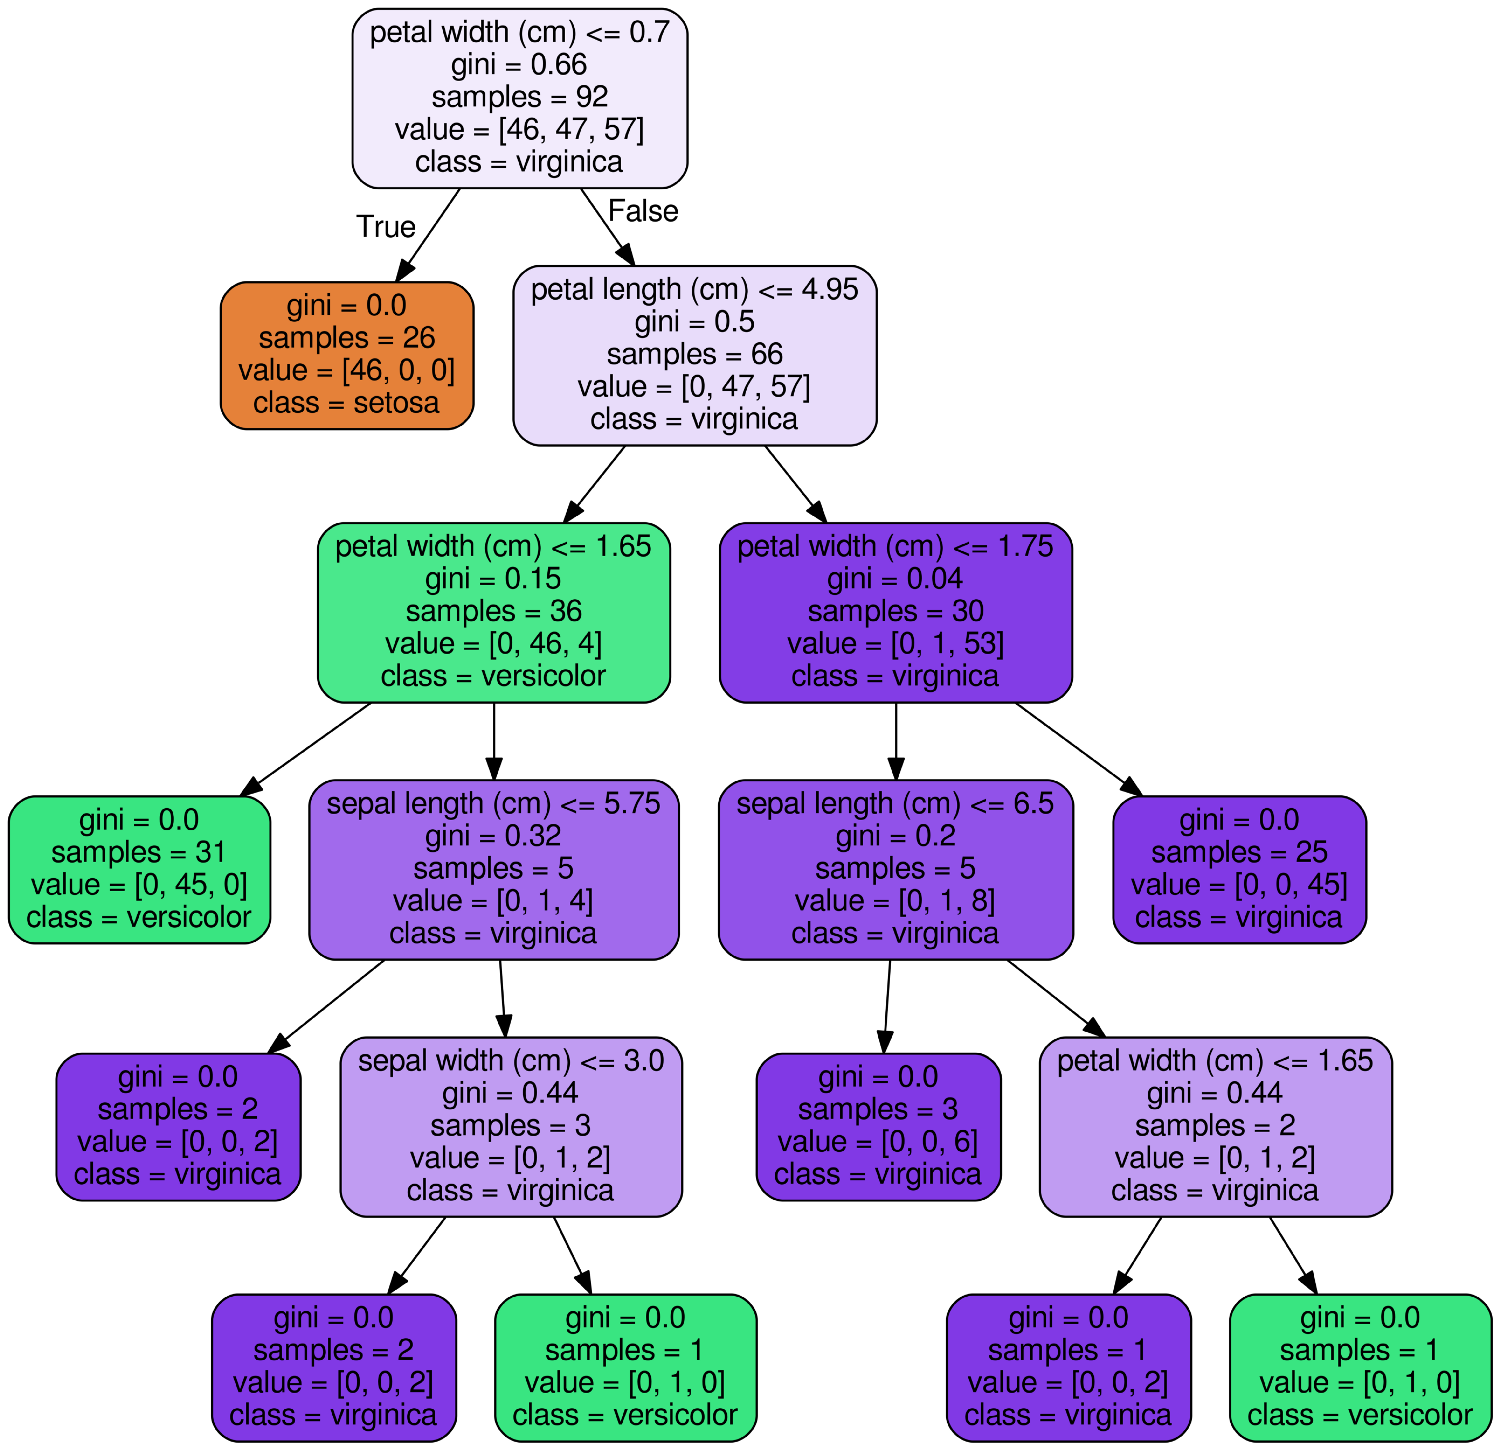 petal width (cm) <= 0.7
gini = 0.66
samples = 92
value = [46, 47, 57]
class = virginica
True
False
gini = 0.0
samples = 26
value = [46, 0, 0]
class = setosa
petal length (cm) <= 4.95
gini = 0.5
samples = 66
value = [0, 47, 57]
class = virginica
petal width (cm) <= 1.65
gini = 0.15
samples = 36
value = [0, 46, 4]
class = versicolor
petal width (cm) <= 1.75
gini = 0.04
samples = 30
value = [0, 1, 53]
class = virginica
gini = 0.0
samples = 31
value = [0, 45, 0]
class = versicolor
sepal length (cm) <= 5.75
gini = 0.32
samples = 5
value = [0, 1, 4]
class = virginica
sepal length (cm) <= 6.5
gini = 0.2
samples = 5
value = [0, 1, 8]
class = virginica
gini = 0.0
samples = 25
value = [0, 0, 45]
class = virginica
gini = 0.0
samples = 2
value = [0, 0, 2]
class = virginica
sepal width (cm) <= 3.0
gini = 0.44
samples = 3
value = [0, 1, 2]
class = virginica
gini = 0.0
samples = 3
value = [0, 0, 6]
class = virginica
petal width (cm) <= 1.65
gini = 0.44
samples = 2
value = [0, 1, 2]
class = virginica
gini = 0.0
samples = 2
value = [0, 0, 2]
class = virginica
gini = 0.0
samples = 1
value = [0, 1, 0]
class = versicolor
gini = 0.0
samples = 1
value = [0, 0, 2]
class = virginica
gini = 0.0
samples = 1
value = [0, 1, 0]
class = versicolor